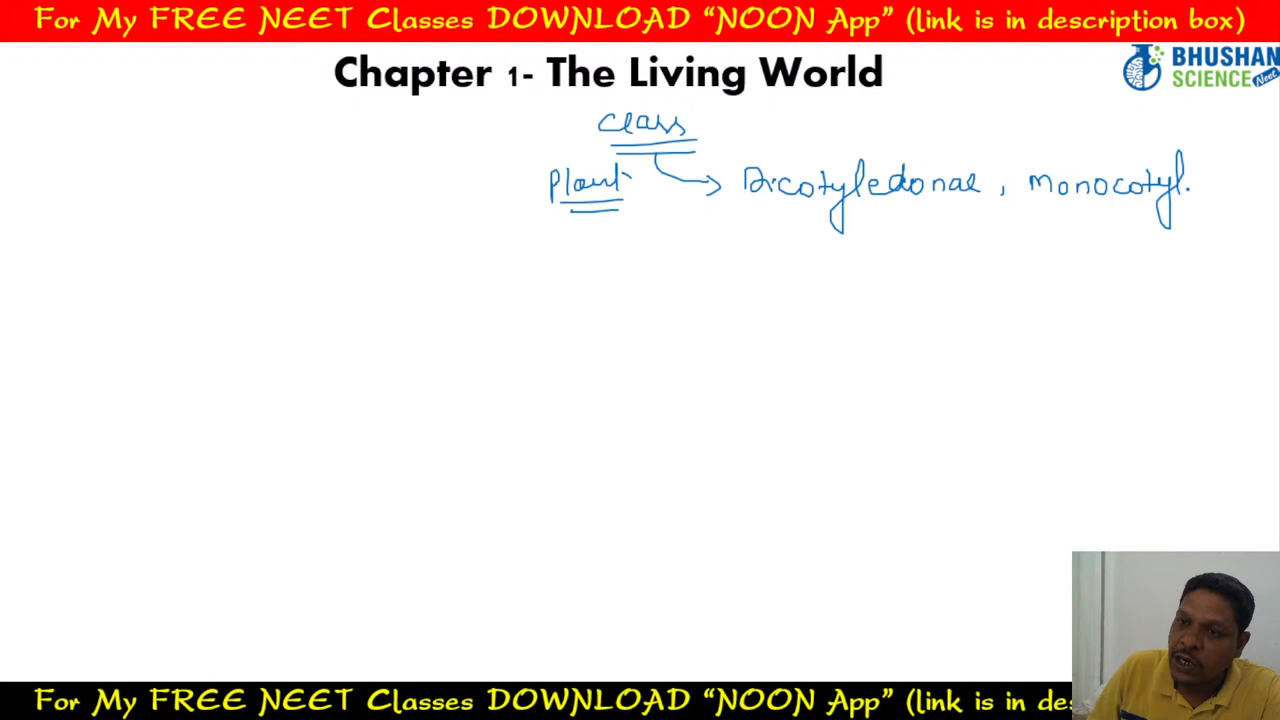 For My FREE NEET Classes DOWNLOAD “NOON App” (link is in description box)
Chapter 1- The Living World
BHUSHAN
SCIENCE Neet
Class
Plant
Dicotyledonae, Monocotyl.
For My FREE NEET Classes DOWNLOAD “NOON App” (link is in des